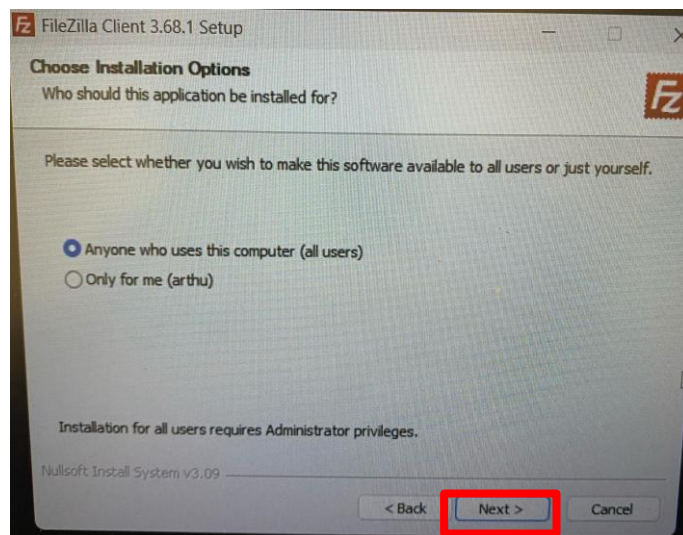 Fz FileZilla Client 3.68.1 Setup
Choose Installation Options
Who should this application be installed for?
Fz
Please select whether you wish to make this software available to all users or just yourself.
Anyone who uses this computer (all users)
Only for me (arthu)
Installation for all users requires Administrator privileges.
Nullsoft Install System v3.09
< Back Next > Cancel